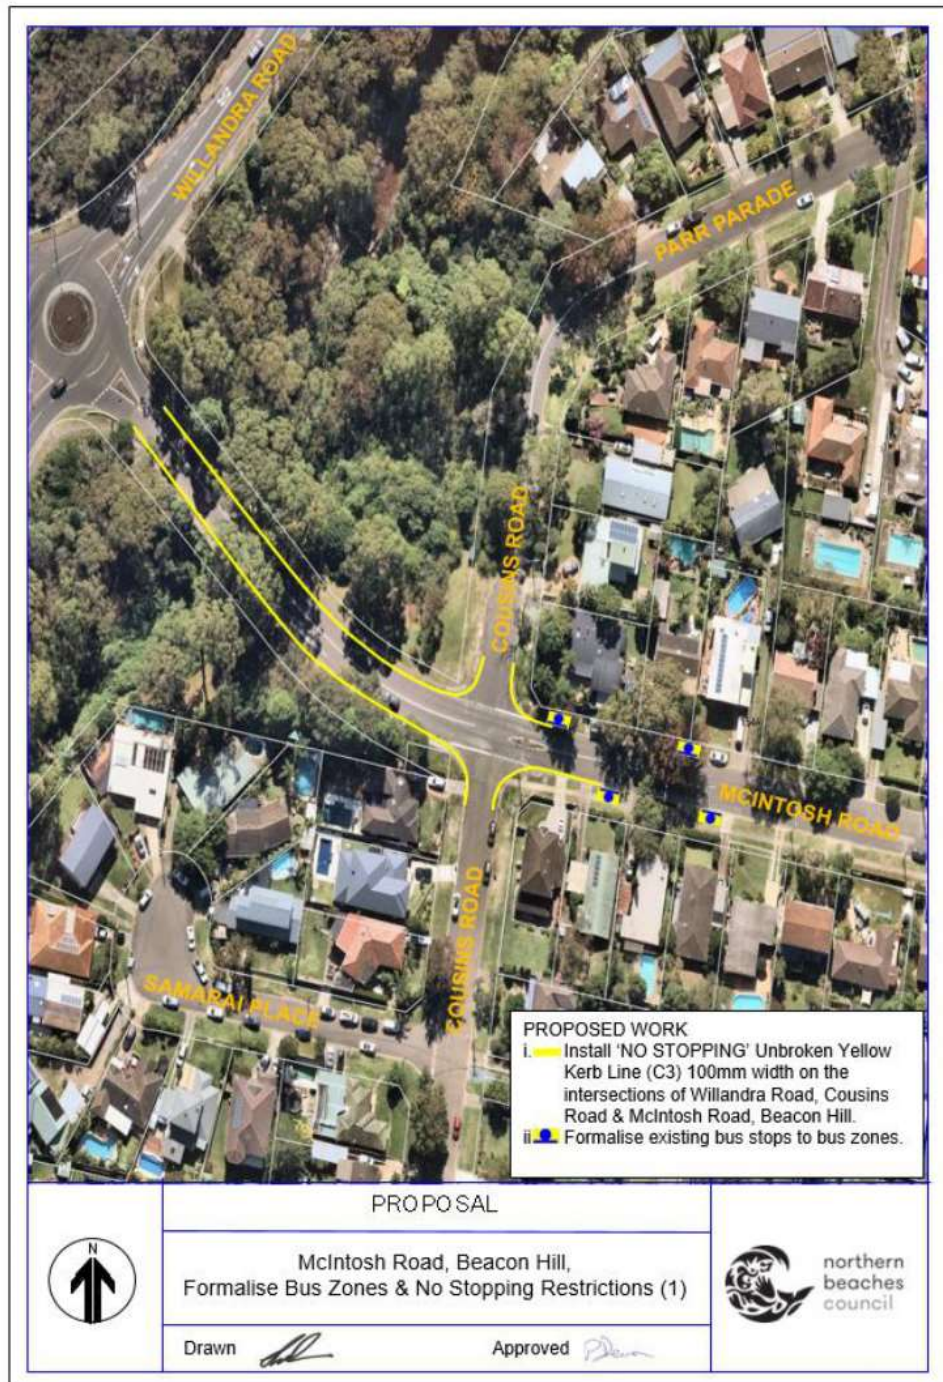 WILLANDRA ROAD
PARR PARADE
COUSINS ROAD
MCINTOSH ROAD
COUSINS ROAD
SAMARAI PLACE
PROPOSED WORK
i. Install 'NO STOPPING' Unbroken Yellow
Kerb Line (C3) 100mm width on the
intersections of Willandra Road, Cousins
Road & McIntosh Road, Beacon Hill.
ii Formalise existing bus stops to bus zones.
PROPOSAL
N
McIntosh Road, Beacon Hill,
Formalise Bus Zones & No Stopping Restrictions (1)
northern
beaches
council
Drawn
Approved